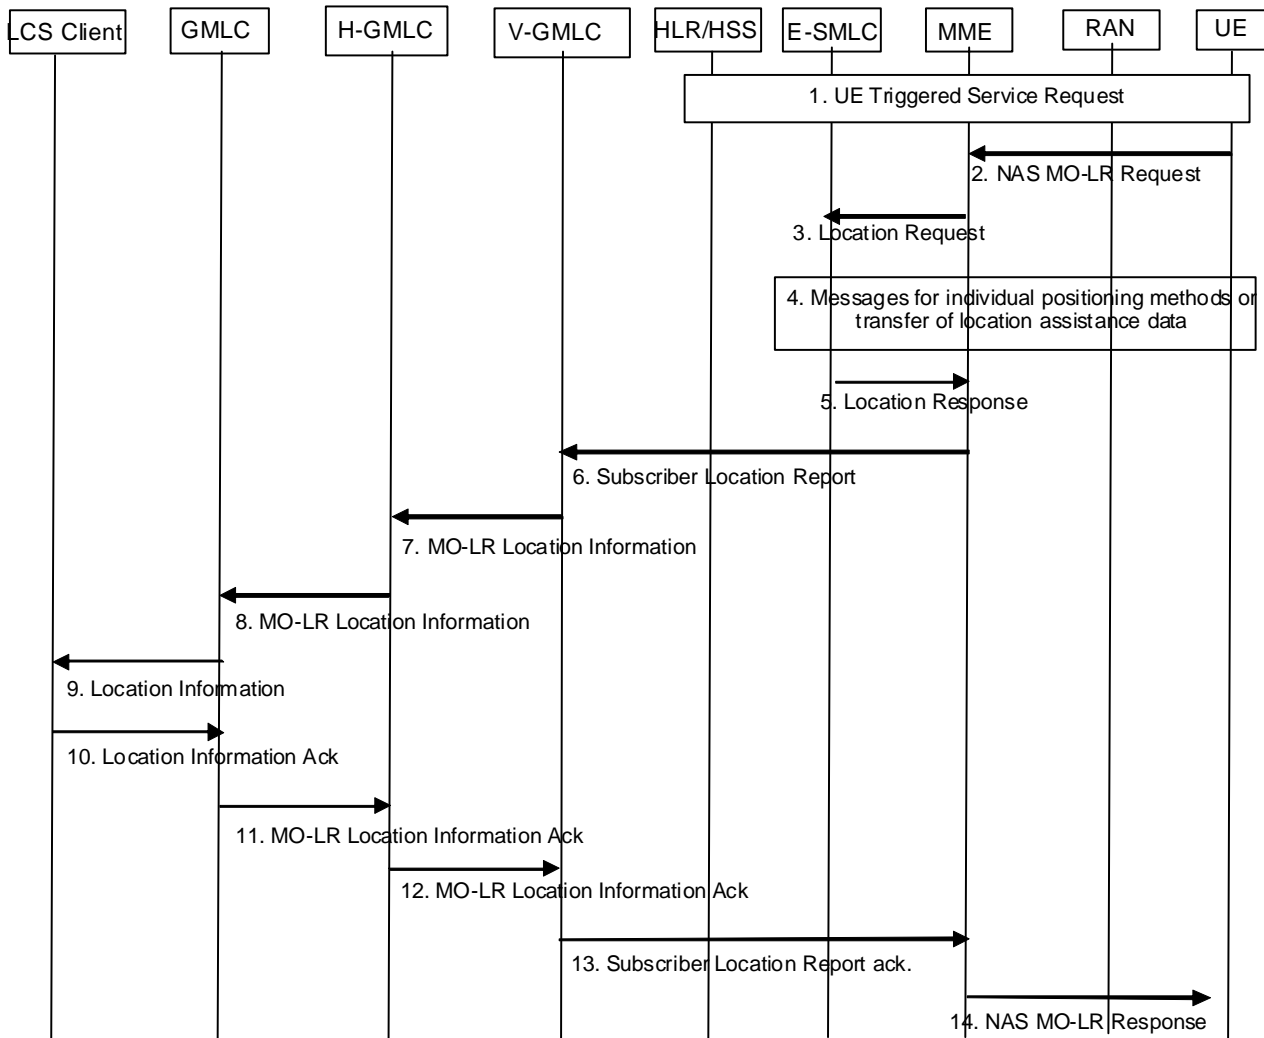 LCS Client
GMLC
H-GMLC
V-GMLC
HLR/HSS
E-SMLC
MME
RAN
UE
1. UE Triggered Service Request
2. NAS MO-LR Request
3. Location Request
4. Messages for individual positioning methods or
transfer of location assistance data
5. Location Response
6. Subscriber Location Report
7. MO-LR Location Information
8. MO-LR Location Information
9. Location Information
10. Location Information Ack
11. MO-LR Location Information Ack
12. MO-LR Location Information Ack
13. Subscriber Location Report ack.
14. NAS MO-LR Response